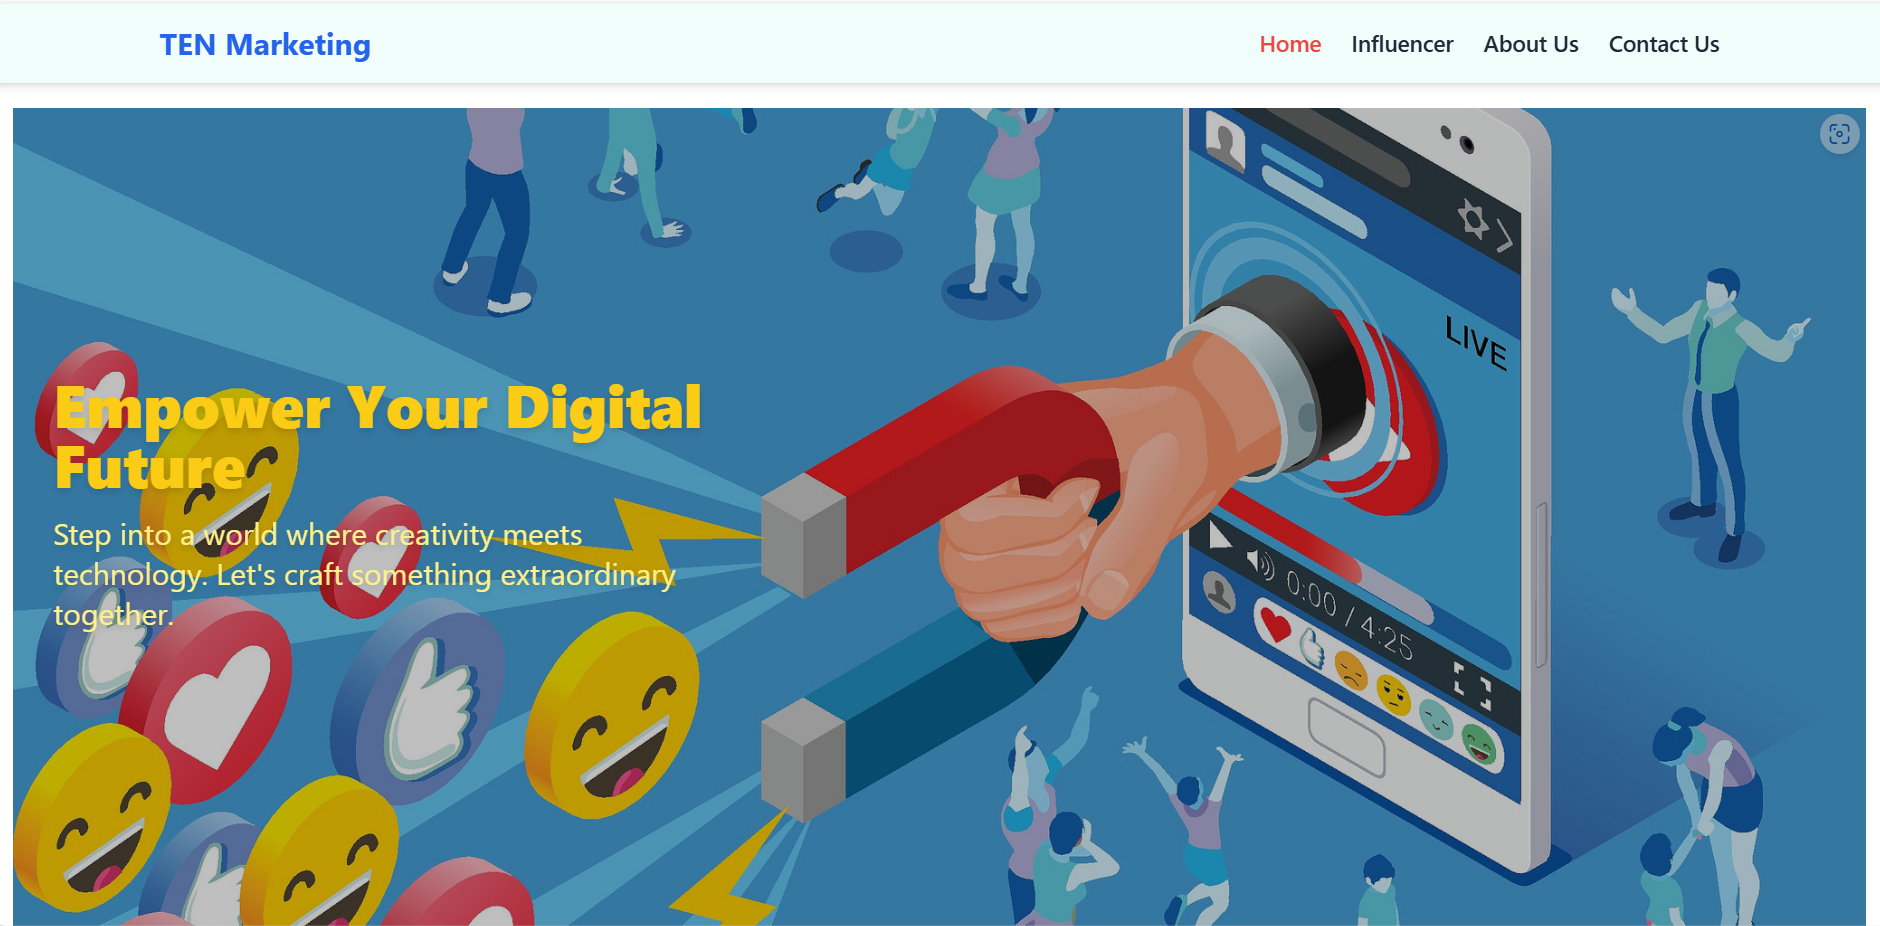 TEN Marketing
Home Influencer About Us Contact Us
LIVE
Empower Your Digital
Future
Step into a world where creativity meets
technology. Let's craft something extraordinary
together.
0:00 / 4:25